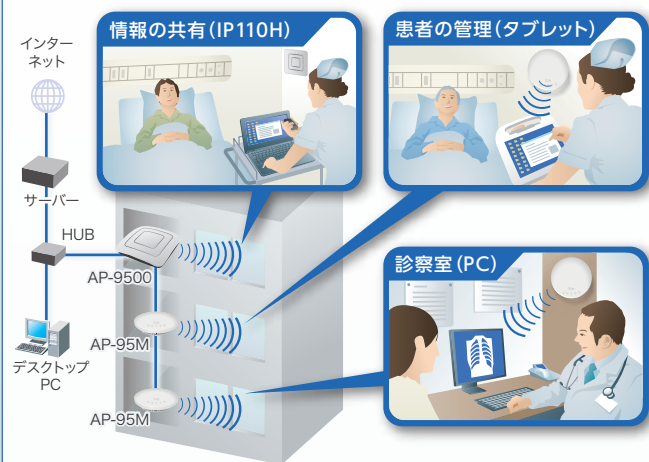 情報の共有(IP110H)
患者の管理(タブレット)
インター
ネット
サーバー
HUB
AP-9500
AP-95M
デスクトップ
PC
AP-95M
診察室(PC)